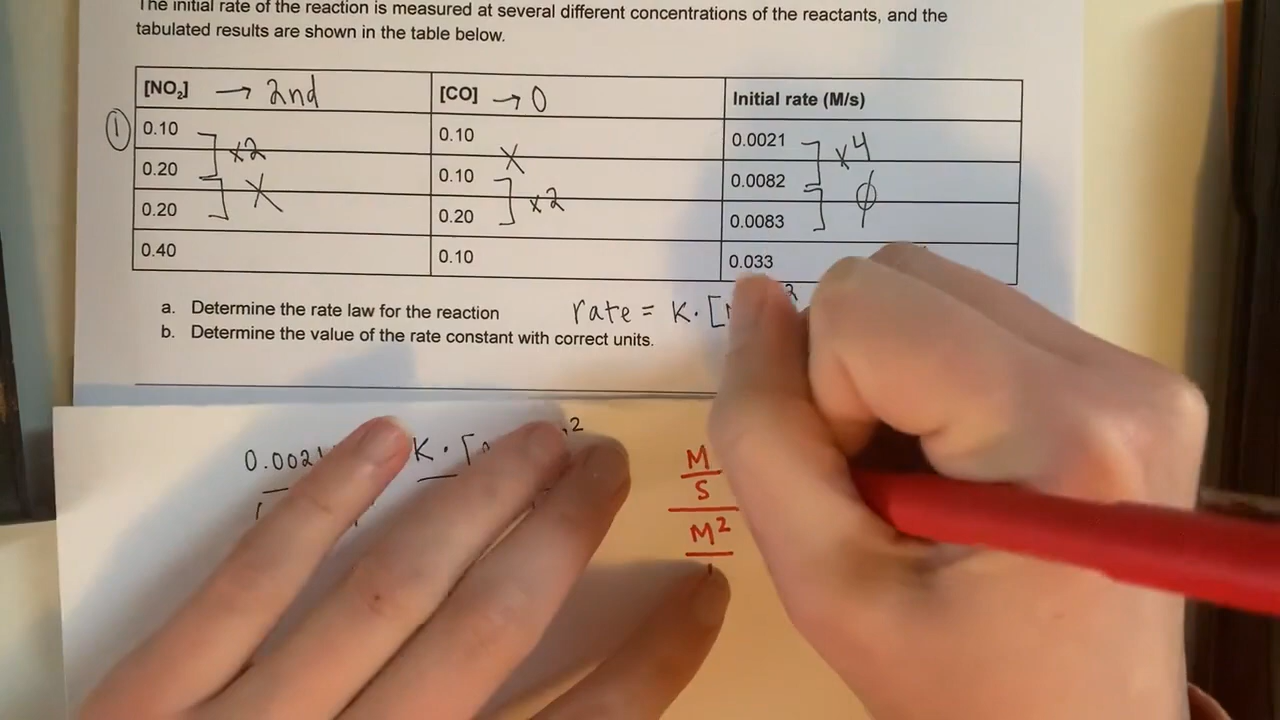 The initial rate of the reaction is measured at several different concentrations of the reactants, and the
tabulated results are shown in the table below.
[NO₂] → 2nd [CO] → 0 Initial rate (M/s)
① 0.10 0.10 0.0021
x2 X x4
0.20 0.10 0.0082
X x2 ϕ
0.20 0.20 0.0083
0.40 0.10 0.033
a. Determine the rate law for the reaction rate = K· [
b. Determine the value of the rate constant with correct units.
0.0021 K · [ 2
M
S
M²